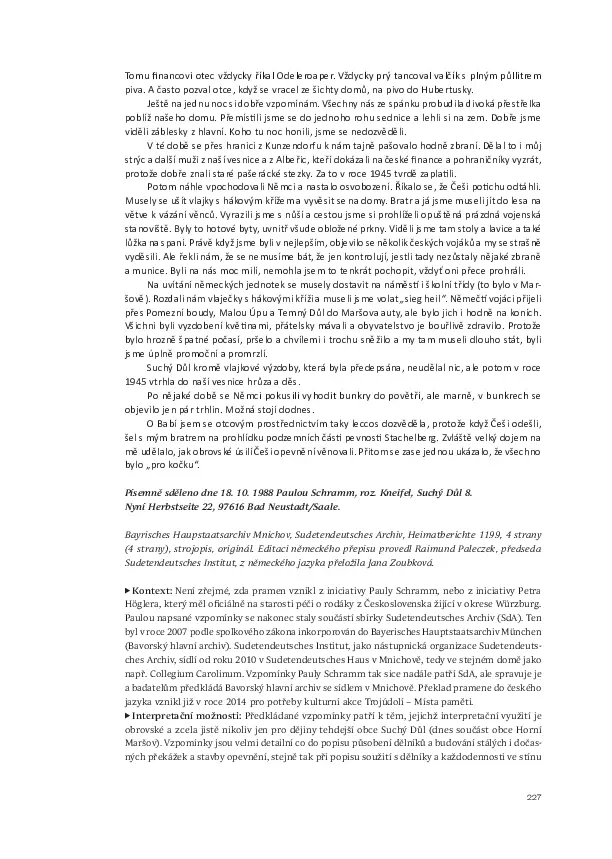 Tomu financovi otec vždycky říkal Odeleroaper. Vždycky prý tancoval valčík s plným půllitrem
piva. A často pozval otce, když se vracel ze šichty domů, na pivo do Hubertusky.
Ještě na jednu noc si dobře vzpomínám. Všechny nás ze spánku probudila divoká přestřelka
poblíž našeho domu. Přemístili jsme se do jednoho rohu sednice a lehli si na zem. Dobře jsme
viděli záblesky z hlavní. Koho tu noc honili, jsme se nedozvěděli.
V té době se přes hranici z Kunzendorfu k nám tajně pašovalo hodně zbraní. Dělal to i můj
strýc a další muži z naší vesnice a z Albeřic, kteří dokázali na české finance a pohraničníky vyzrát,
protože dobře znali staré pašerácké stezky. Za to v roce 1945 tvrdě zaplatili.
Potom náhle vpochodovali Němci a nastalo osvobození. Říkalo se, že Češi potichu odtáhli.
Musely se ušít vlajky s hákovým křížem a vyvěsit se na domy. Bratr a já jsme museli jít do lesa na
větve k vázání věnců. Vyrazili jsme s nůší a cestou jsme si prohlíželi opuštěná prázdná vojenská
stanoviště. Byly to hotové byty, uvnitř všude obložené prkny. Viděli jsme tam stoly a lavice a také
lůžka na spaní. Právě když jsme byli v nejlepším, objevilo se několik českých vojáků a my se strašně
vyděsili. Ale řekli nám, že se nemusíme bát, že jen kontrolují, jestli tady nezůstaly nějaké zbraně
a munice. Byli na nás moc milí, nemohla jsem to tenkrát pochopit, vždyť oni přece prohráli.
Na uvítání německých jednotek se musely dostavit na náměstí i školní třídy (to bylo v Mar-
šově). Rozdali nám vlaječky s hákovými kříži a museli jsme volat „sieg heil“. Němečtí vojáci přijeli
přes Pomezní boudy, Malou Úpu a Temný Důl do Maršova auty, ale bylo jich i hodně na koních.
Všichni byli vyzdobení květinami, přátelsky mávali a obyvatelstvo je bouřlivě zdravilo. Protože
bylo hrozně špatné počasí, pršelo a chvílemi i trochu sněžilo a my tam museli dlouho stát, byli
jsme úplně promoční a promrzlí.
Suchý Důl kromě vlajkové výzdoby, která byla předepsána, neudělal nic, ale potom v roce
1945 vtrhla do naší vesnice hrůza a děs.
Po nějaké době se Němci pokusili vyhodit bunkry do povětří, ale marně, v bunkrech se
objevilo jen pár trhlin. Možná stojí dodnes.
O Babí jsem se otcovým prostřednictvím taky leccos dozvěděla, protože když Češi odešli,
šel s mým bratrem na prohlídku podzemních částí pevnosti Stachelberg. Zvláště velký dojem na
mě udělalo, jak obrovské úsilí Češi opevnění věnovali. Přitom se zase jednou ukázalo, že všechno
bylo „pro kočku“.
Písemně sděleno dne 18. 10. 1988 Paulou Schramm, roz. Kneifel, Suchý Důl 8.
Nyní Herbstseite 22, 97616 Bad Neustadt/Saale.
Bayrisches Haupstaatsarchiv Mnichov, Sudetendeutsches Archiv, Heimatberichte 1199, 4 strany
(4 strany), strojopis, originál. Editaci německého přepisu provedl Raimund Paleczek, předseda
Sudetendeutsches Institut, z německého jazyka přeložila Jana Zoubková.
▶ Kontext: Není zřejmé, zda pramen vznikl z iniciativy Pauly Schramm, nebo z iniciativy Petra
Höglera, který měl oficiálně na starosti péči o rodáky z Československa žijící v okrese Würzburg.
Paulou napsané vzpomínky se nakonec staly součástí sbírky Sudetendeutsches Archiv (SdA). Ten
byl v roce 2007 podle spolkového zákona inkorporován do Bayerisches Hauptstaatsarchiv München
(Bavorský hlavní archiv). Sudetendeutsches Institut, jako nástupnická organizace Sudetendeuts-
ches Archiv, sídlí od roku 2010 v Sudetendeutsches Haus v Mnichově, tedy ve stejném domě jako
např. Collegium Carolinum. Vzpomínky Pauly Schramm tak sice nadále patří SdA, ale spravuje je
a badatelům předkládá Bavorský hlavní archiv se sídlem v Mnichově. Překlad pramene do českého
jazyka vznikl již v roce 2014 pro potřeby kulturní akce Trojúdolí – Místa paměti.
▶ Interpretační možnosti: Předkládané vzpomínky patří k těm, jejichž interpretační využití je
obrovské a zcela jistě nikoliv jen pro dějiny tehdejší obce Suchý Důl (dnes součást obce Horní
Maršov). Vzpomínky jsou velmi detailní co do popisu působení dělníků a budování stálých i dočas-
ných překážek a stavby opevnění, stejně tak při popisu soužití s dělníky a každodennosti ve stínu
227